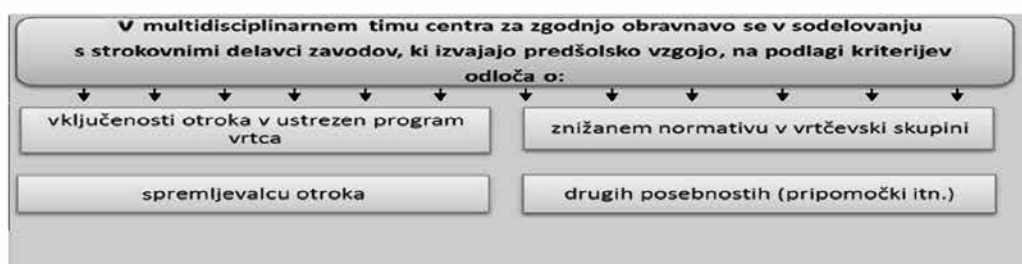 V multidisciplinarnem timu centra za zgodnjo obravnavo se v sodelovanju
s strokovnimi delavci zavodov, ki izvajajo predšolsko vzgojo, na podlagi kriterijev
odloča o:
vključenosti otroka v ustrezen program
vrtca
znižanem normativu v vrtčevski skupini
spremljevalcu otroka
drugih posebnostih (pripomočki itn.)